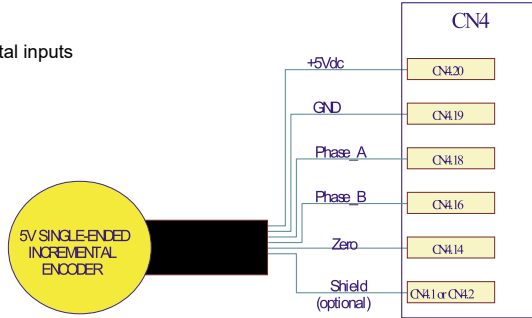 CN4
tal inputs
+5Vdc
CN4.20
GND
CN4.19
Phase_A
CN4.18
Phase_B
CN4.16
5V SINGLE-ENDED
INCREMENTAL
ENCODER
Zero
CN4.14
Shield
(optional)
CN4.1 or CN4.2